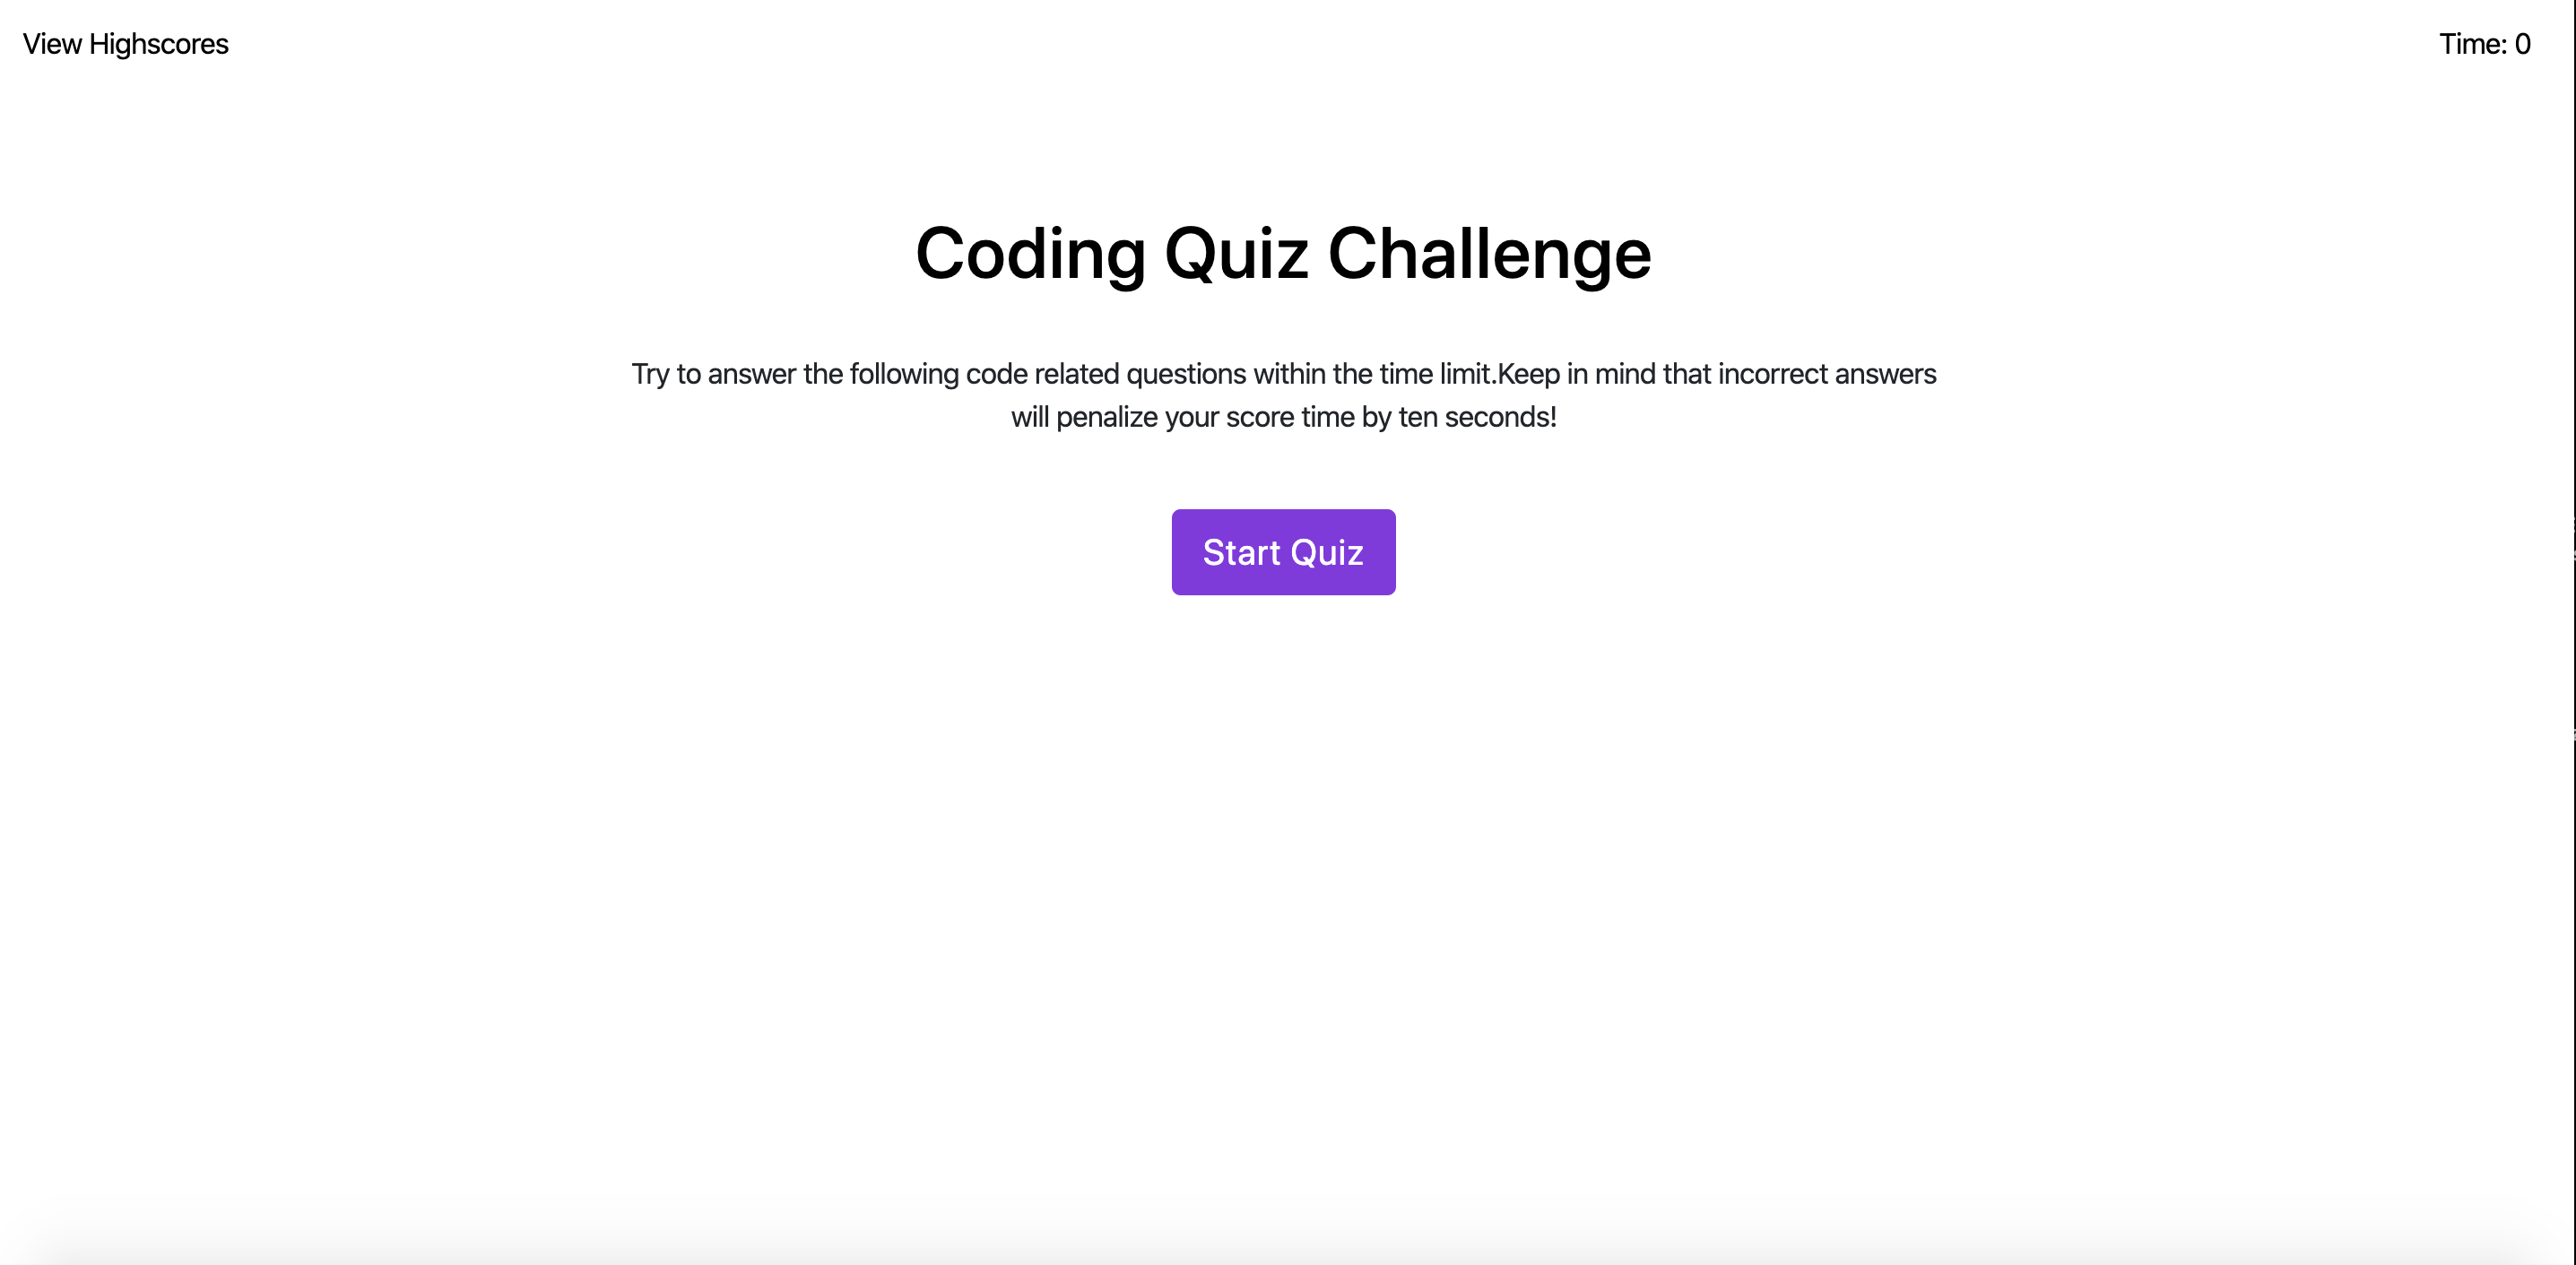 View Highscores
Time: 0
Coding Quiz Challenge
Try to answer the following code related questions within the time limit.Keep in mind that incorrect answers
will penalize your score time by ten seconds!
Start Quiz